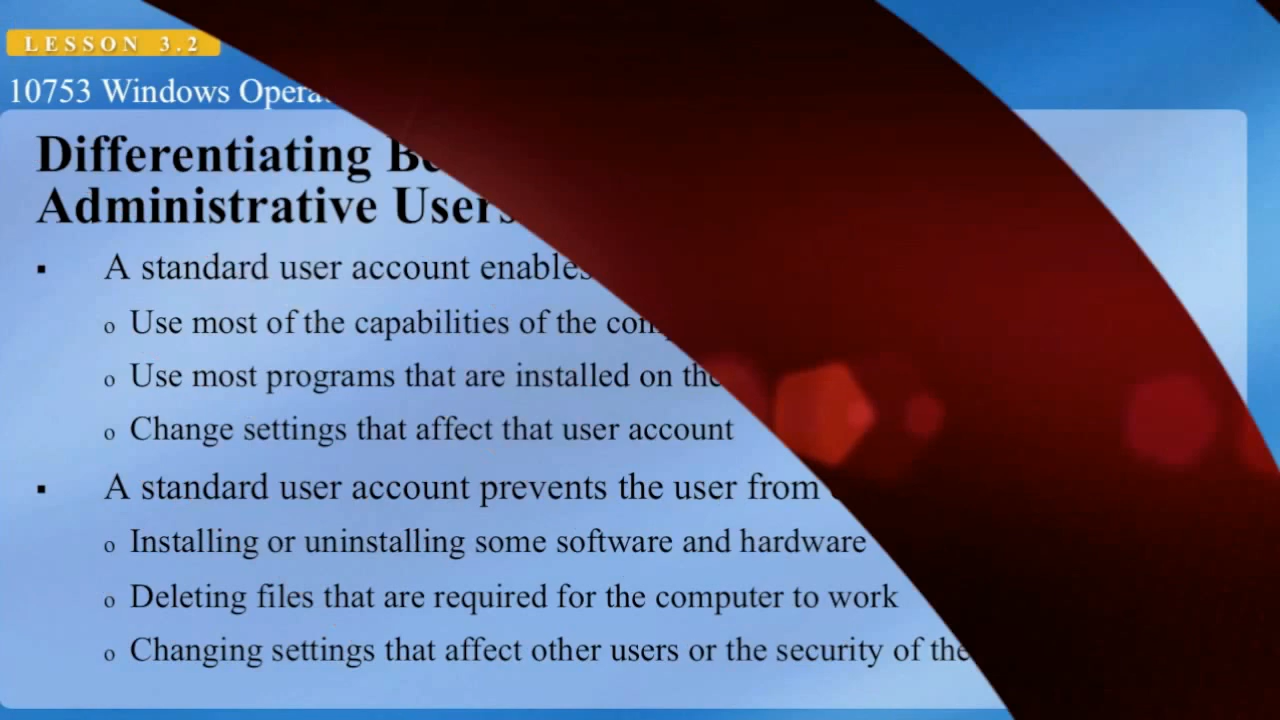 LESSON 3.2
10753 Windows
Differentiating
Administrative Users
▪ A standard user account enables
o Use most of the capabilities of the
o Use most programs that are installed on the
o Change settings that affect that user account
▪ A standard user account prevents the user from
o Installing or uninstalling some software and hardware
o Deleting files that are required for the computer to work
o Changing settings that affect other users or the security of the